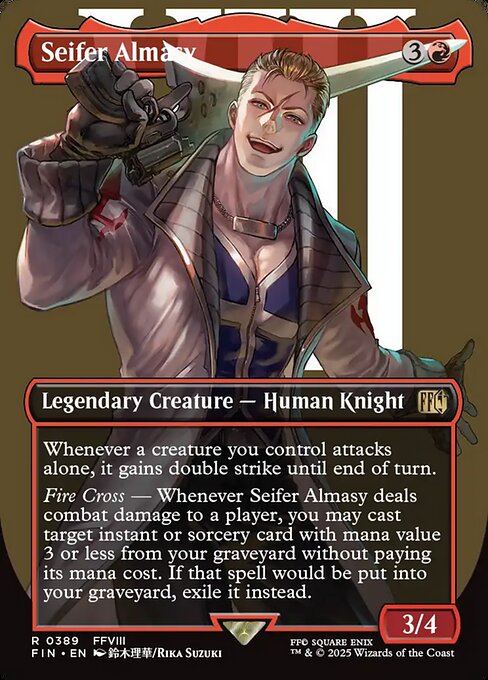 VIII
Seifer Almasy 3
Legendary Creature — Human Knight FF
Whenever a creature you control attacks
alone, it gains double strike until end of turn.
Fire Cross — Whenever Seifer Almasy deals
combat damage to a player, you may cast
target instant or sorcery card with mana value
3 or less from your graveyard without paying
its mana cost. If that spell would be put into
your graveyard, exile it instead.
3/4
R 0389 FFVIII
FIN • EN 鈴木理華/Rika Suzuki
FF© SQUARE ENIX
™ & © 2025 Wizards of the Coast